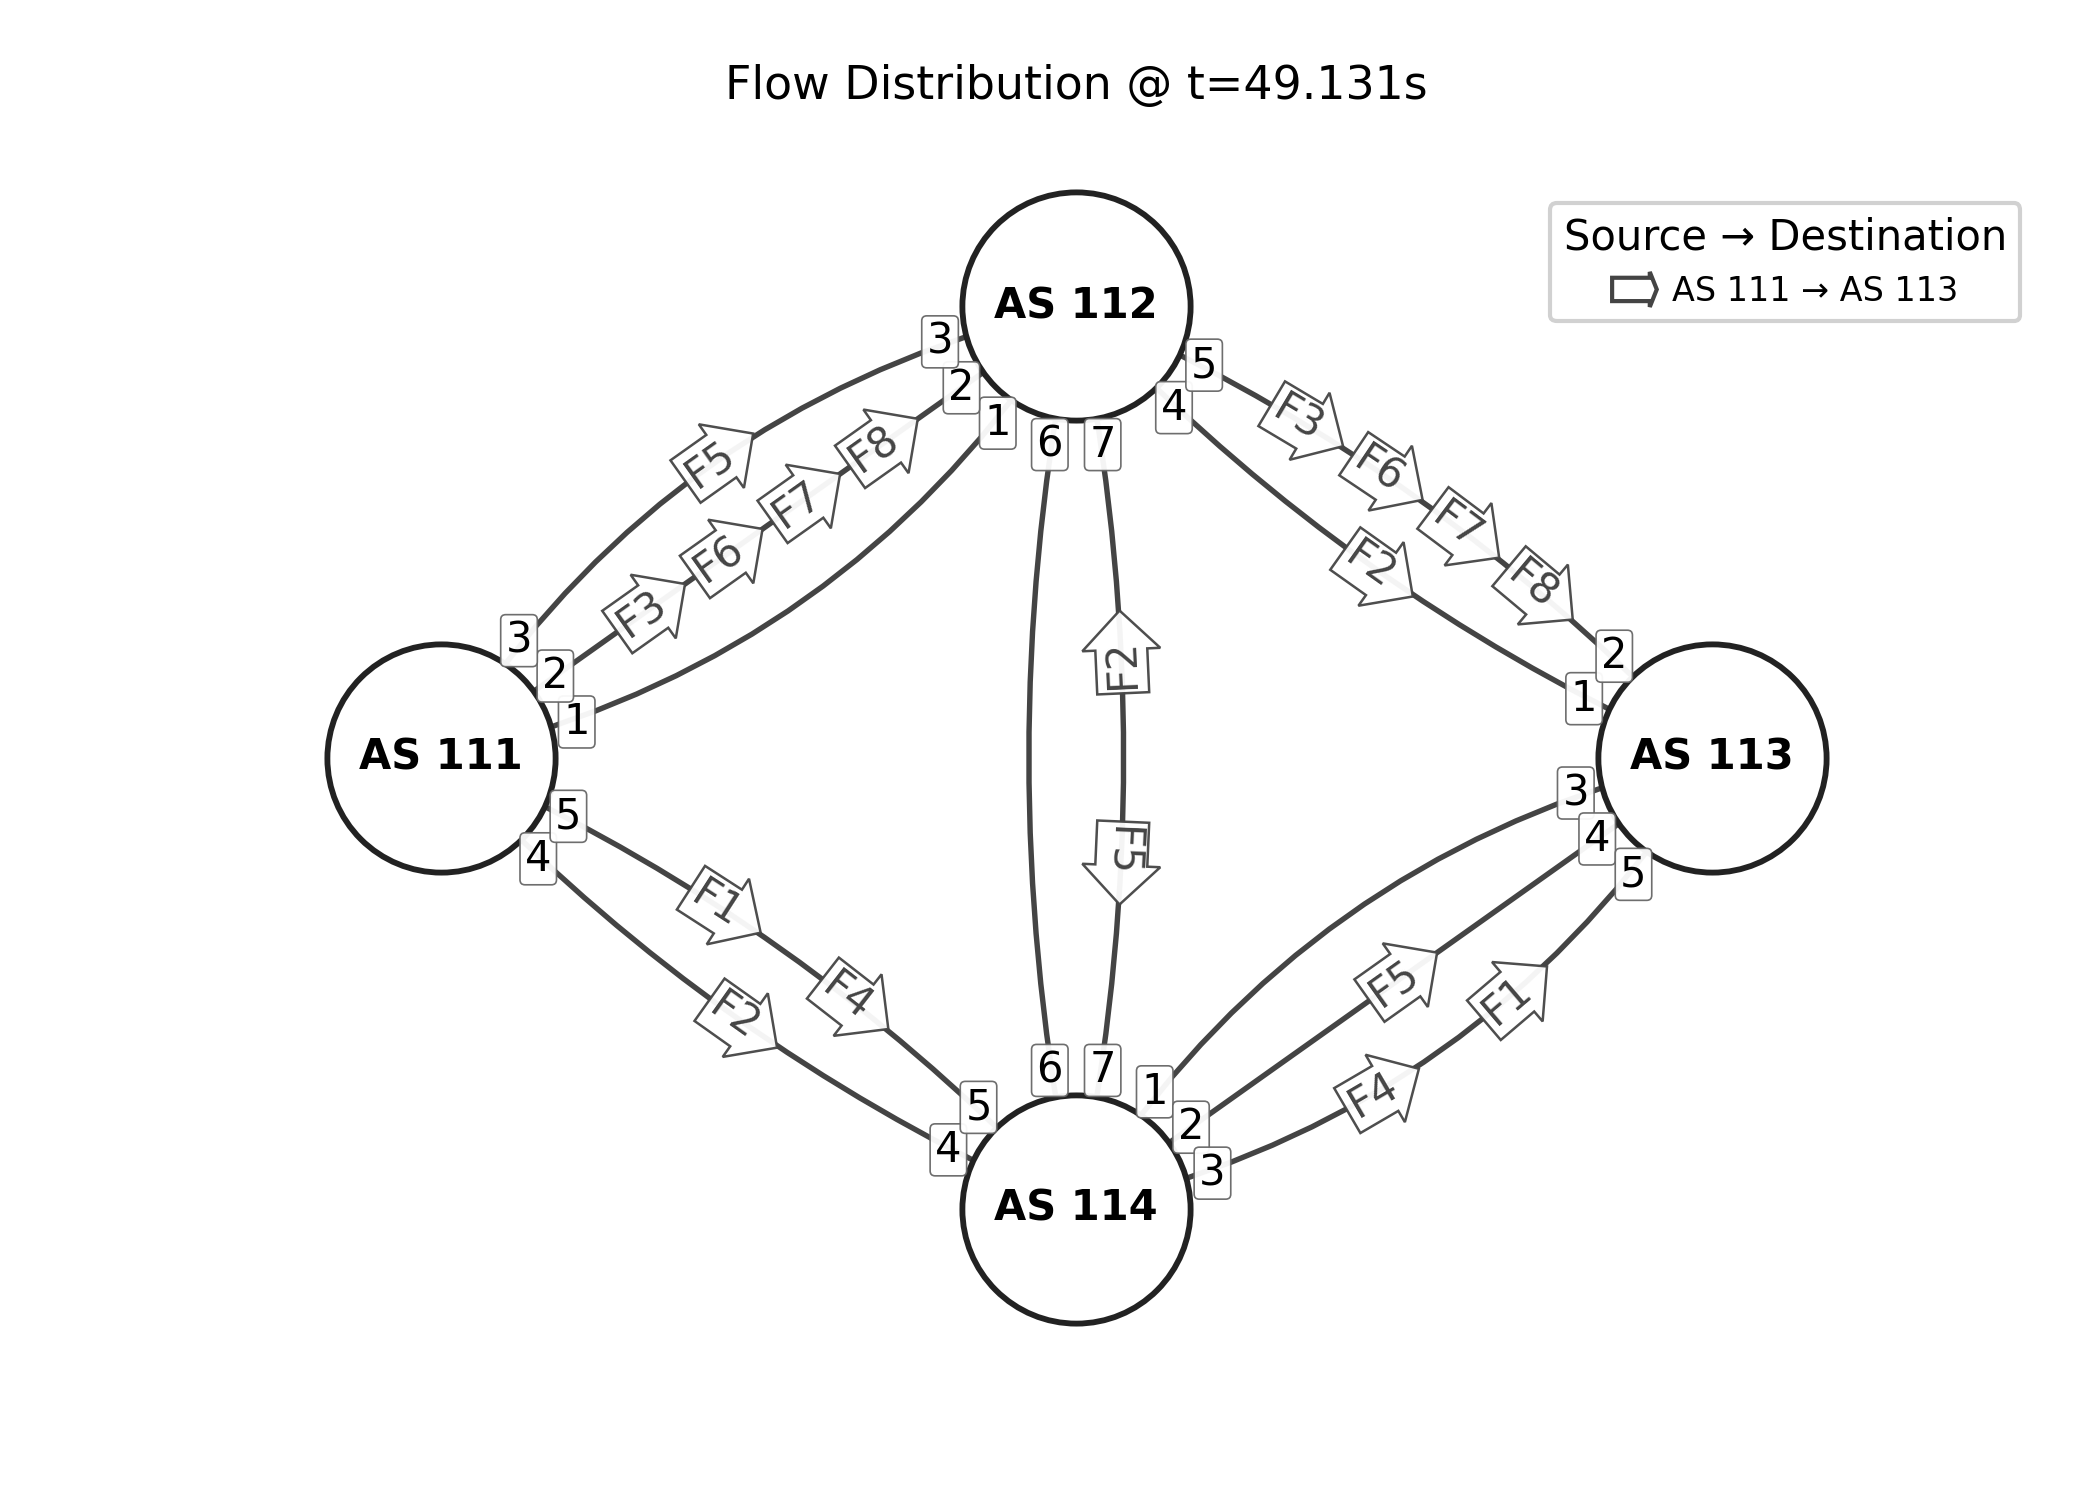 Flow Distribution @ t=49.131s
Source → Destination
AS 111 → AS 113
AS 112
3
2
1
6
7
4
5
F5
F3
F6
F7
F8
F3
F6
F7
F8
F2
3
2
1
AS 111
5
4
2
1
AS 113
3
4
5
F2
F5
F1
F4
F2
F5
F1
F4
5
4
6
7
1
2
3
AS 114